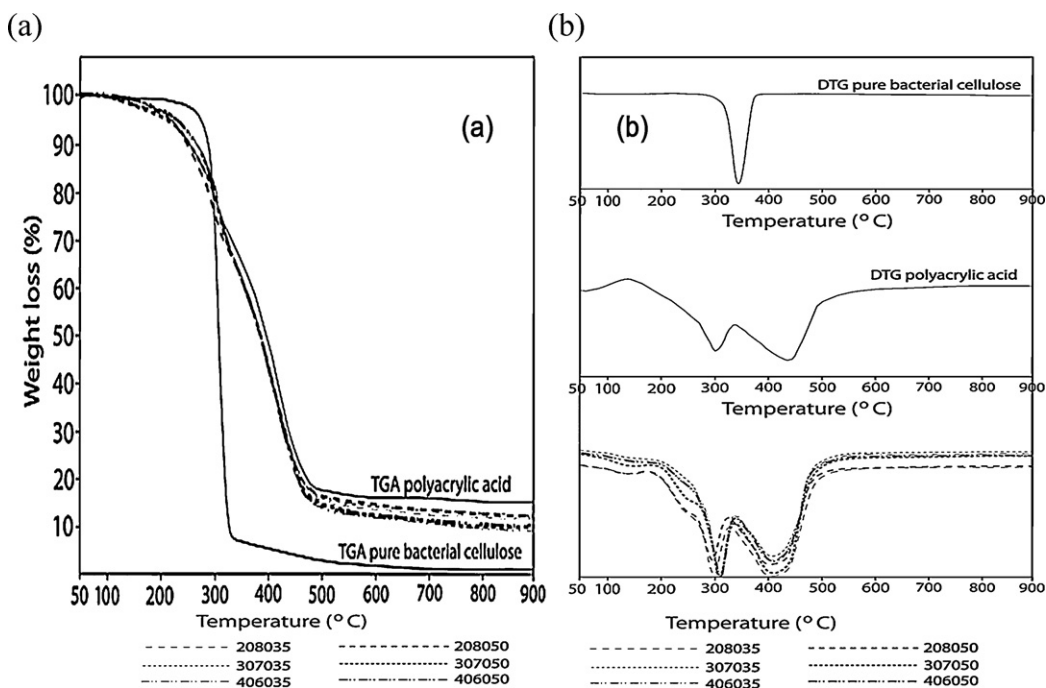 (a)
100
90
80
70
60
50
40
30
20
10
Weight loss (%)
(a)
TGA polyacrylic acid
TGA pure bacterial cellulose
50 100 200 300 400 500 600 700 800 900
Temperature (° C)
208035 208050
307035 307050
406035 406050
(b)
DTG pure bacterial cellulose
(b)
50 100 200 300 400 500 600 700 800 900
Temperature (° C)
DTG polyacrylic acid
50 100 200 300 400 500 600 700 800 900
Temperature (° C)
50 100 200 300 400 500 600 700 800 900
Temperature (° C)
208035 208050
307035 307050
406035 406050